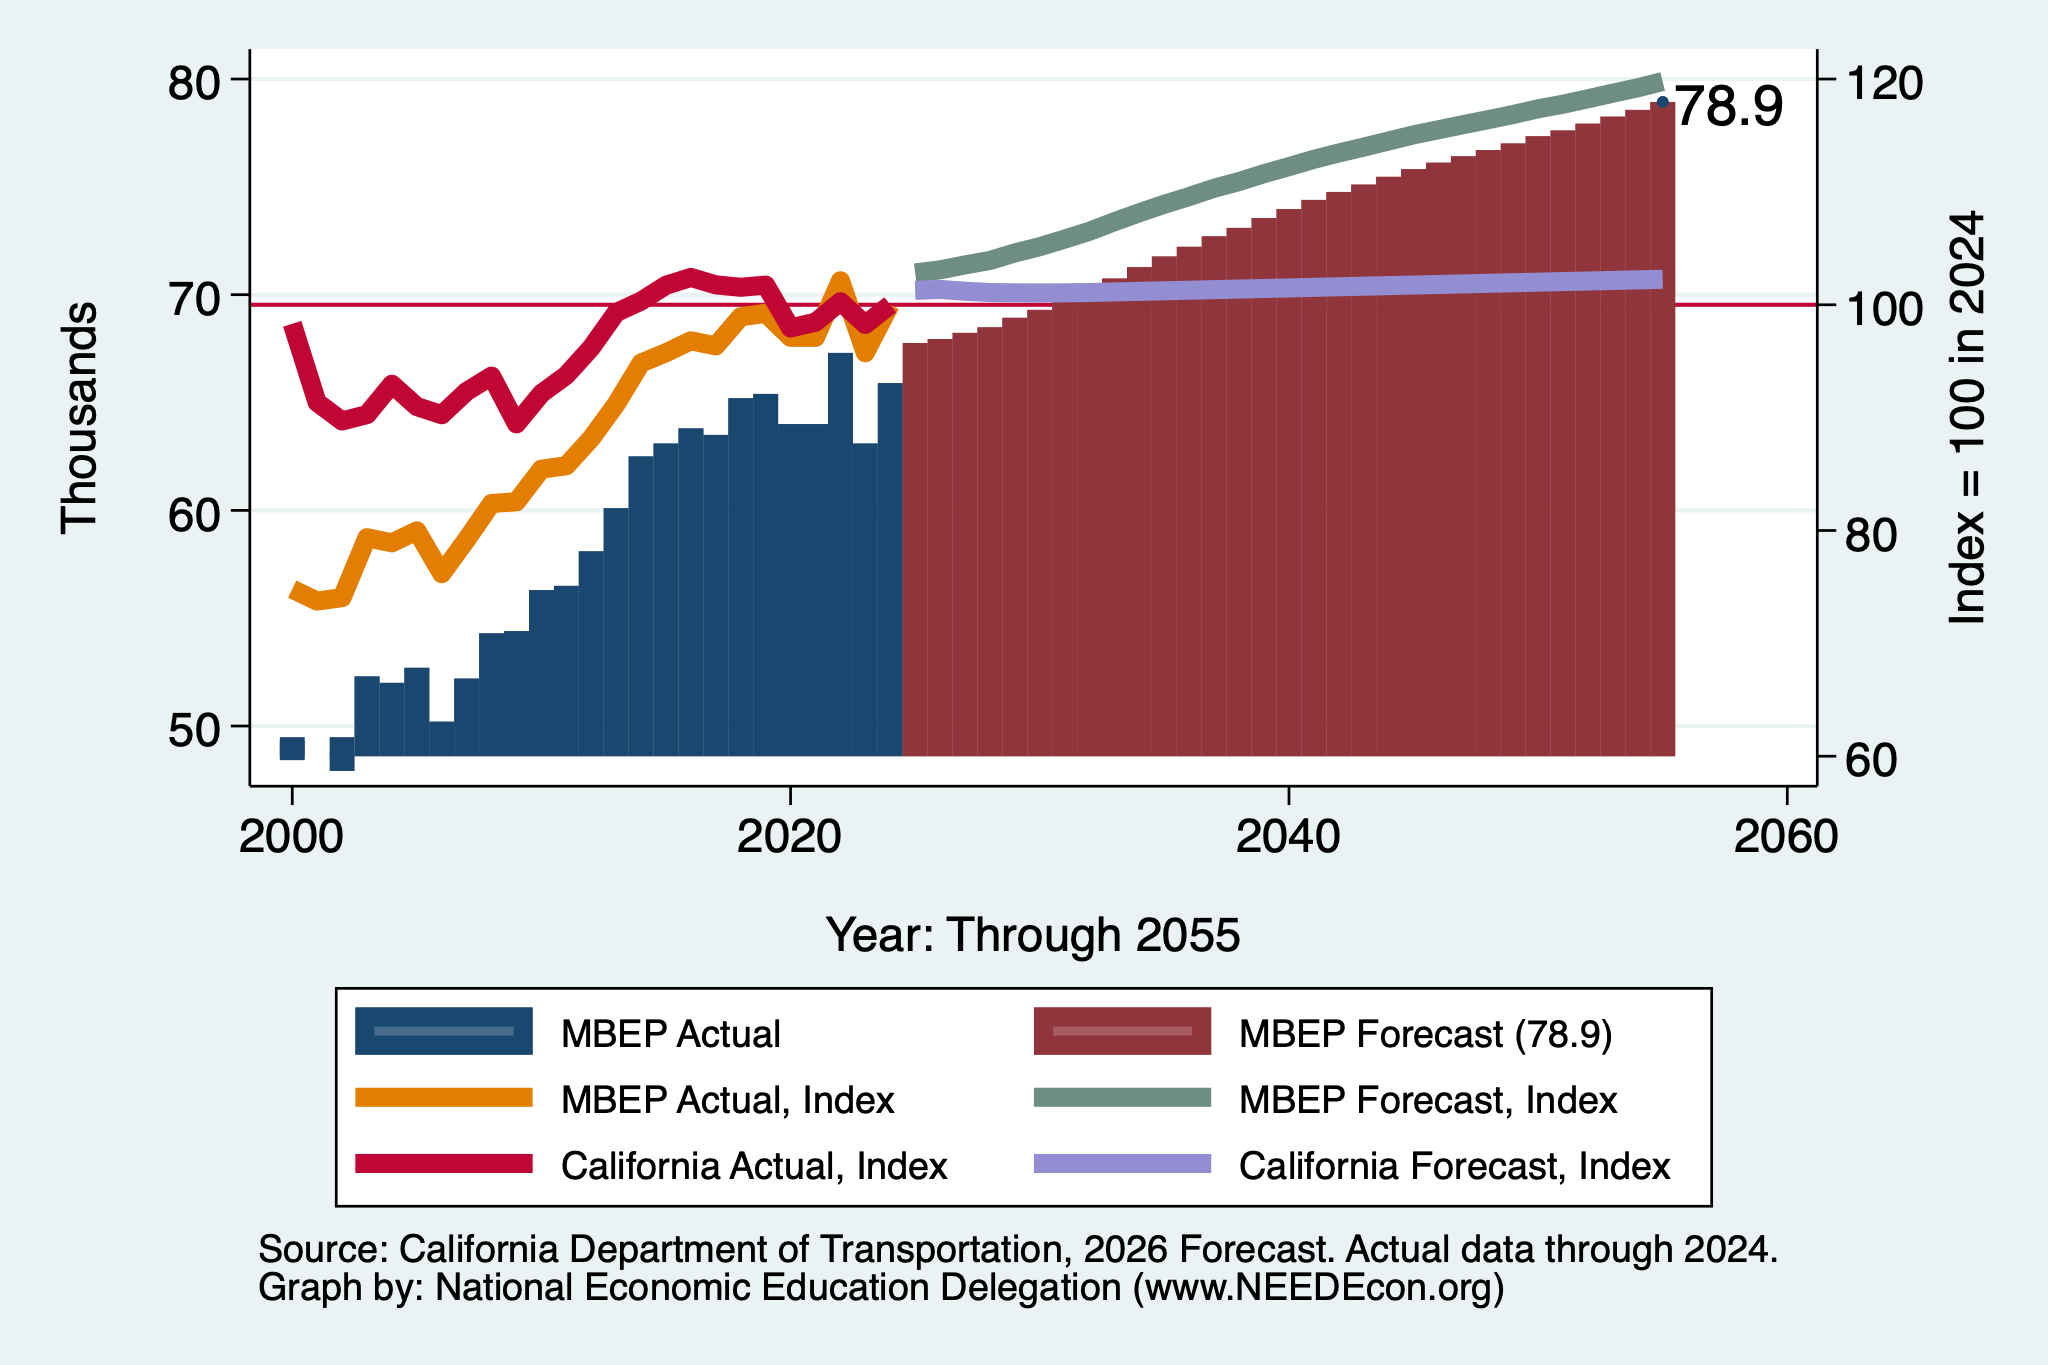 80
70
60
50
Thousands
120
100
80
60
Index = 100 in 2024
78.9
2000 2020 2040 2060
Year: Through 2055
MBEP Actual MBEP Forecast (78.9)
MBEP Actual, Index MBEP Forecast, Index
California Actual, Index California Forecast, Index
Source: California Department of Transportation, 2026 Forecast. Actual data through 2024.
Graph by: National Economic Education Delegation (www.NEEDEcon.org)